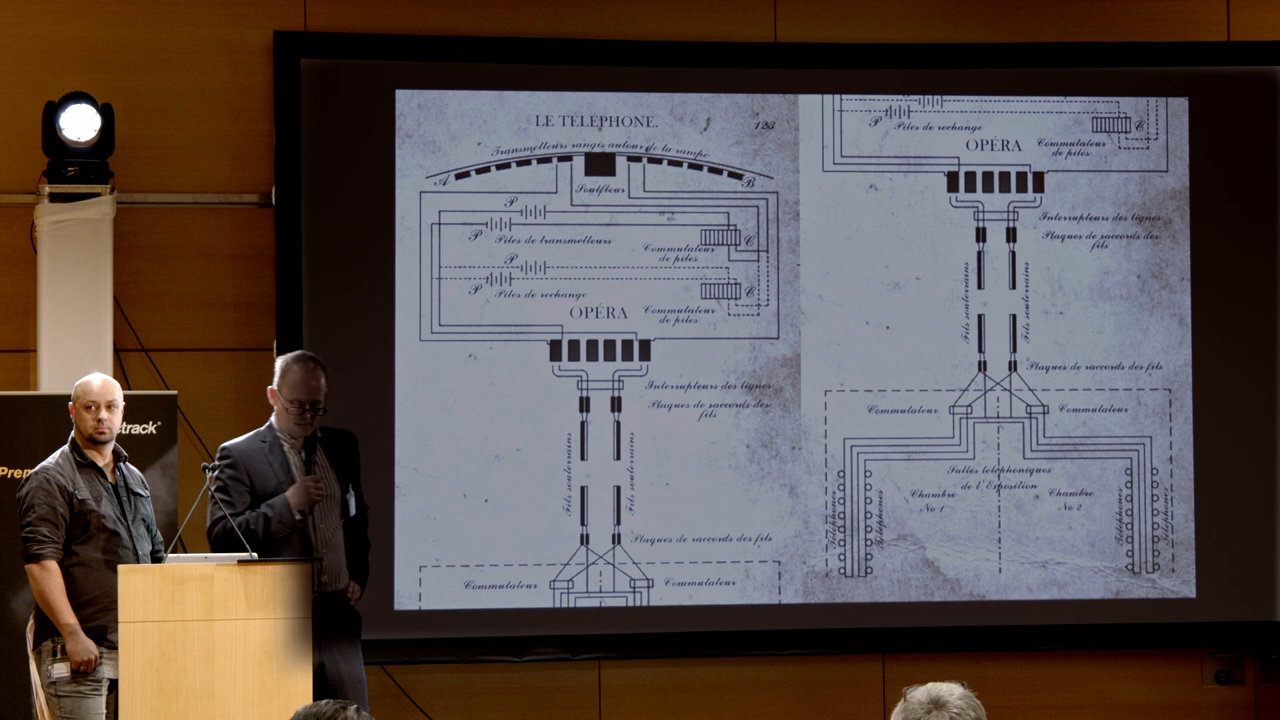 LE TÉLÉPHONE.
123
Transmetteurs rangis autour de la rampe
A
B
Soutfleur
P
P
Piles de transmetteurs
Commutateur
de piles
C
P
P
Piles de rechange
Commutateur
de piles
C
OPÉRA
Interrupteurs des lignes
Plaques de raccords des
fils
Fils souterrains
Fils souterrains
Plaques de raccords des fils
Commutateur
Commutateur
P
Piles de rechange
Commutateur
de piles
C
OPÉRA
Interrupteurs des lignes
Plaques de raccords des
fils
Fils souterrains
Fils souterrains
Plaques de raccords des fils
Commutateur
Commutateur
Salles téléphoniques
de l'Exposition
Chambre
No 1
Chambre
No 2
Téléphones
Téléphones
Téléphones
Téléphones
etrack
Prem